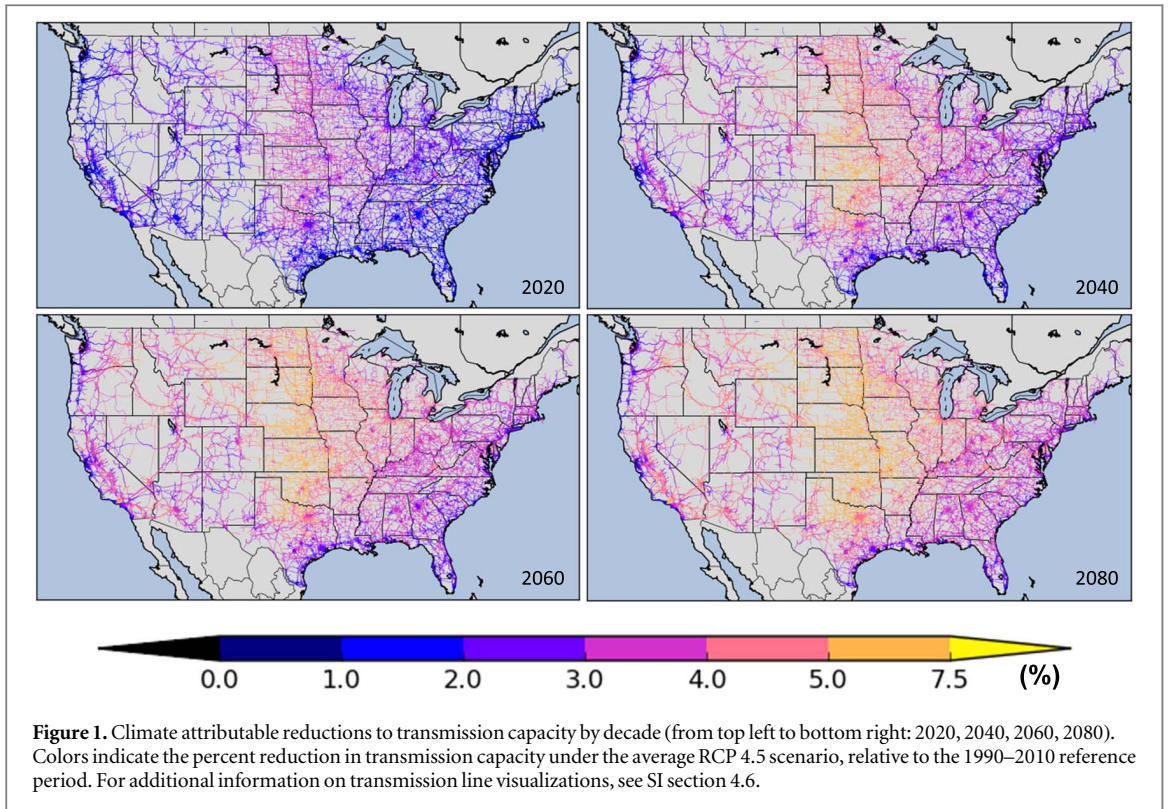 2020
2040
2060
2080
0.0 1.0 2.0 3.0 4.0 5.0 7.5 (%)
Figure 1. Climate attributable reductions to transmission capacity by decade (from top left to bottom right: 2020, 2040, 2060, 2080).
Colors indicate the percent reduction in transmission capacity under the average RCP 4.5 scenario, relative to the 1990–2010 reference
period. For additional information on transmission line visualizations, see SI section 4.6.